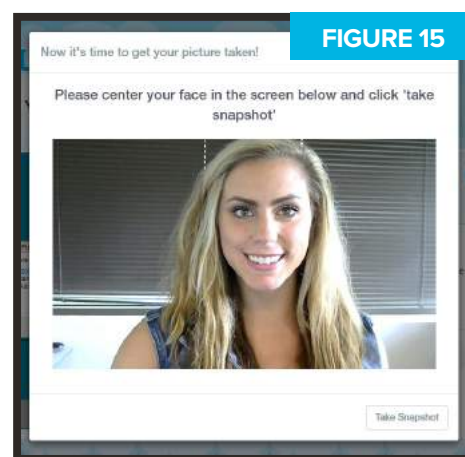 FIGURE 15
Now it's time to get your picture taken!
Please center your face in the screen below and click 'take
snapshot'
Take Snapshot